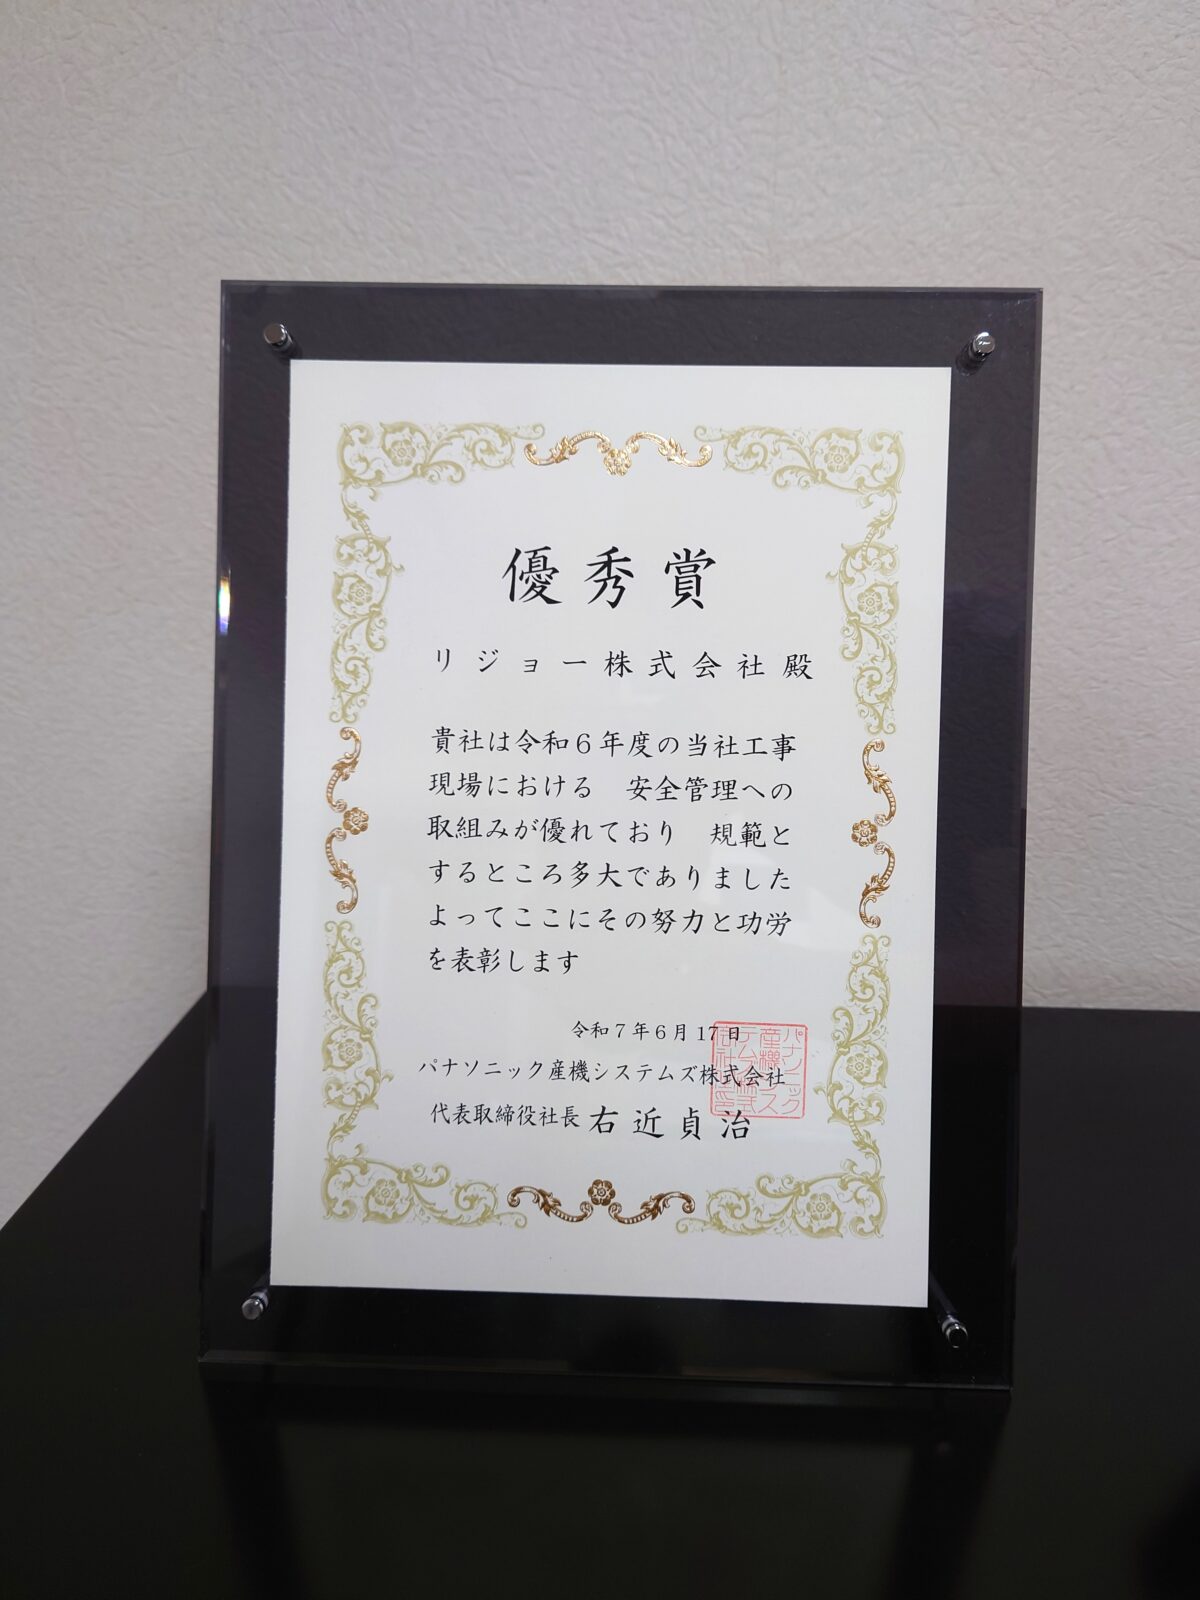 優秀賞
リジョー株式会社殿
貴社は令和6年度の当社工事
現場における　安全管理への
取組みが優れており　規範と
するところ多大でありました
よってここにその努力と功労
を表彰します
令和7年6月17日
パナソニック産機システムズ株式会社
代表取締役社長 右近貞治